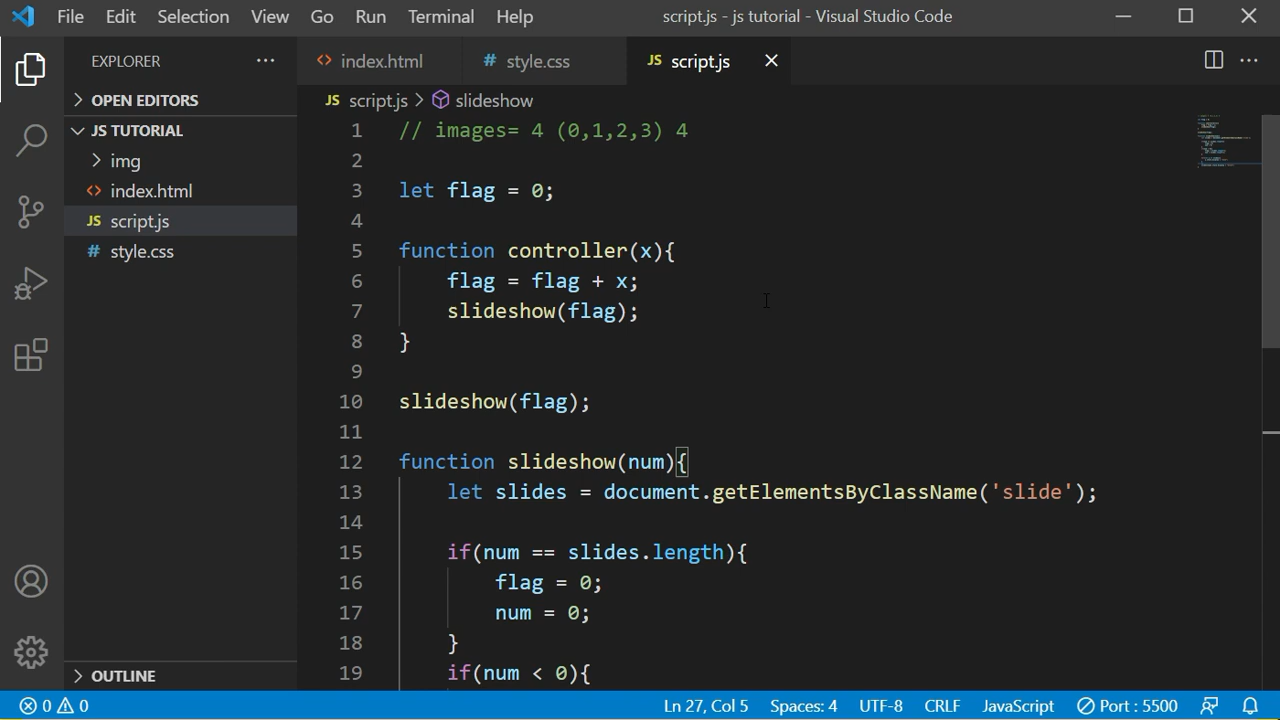 File Edit Selection View Go Run Terminal Help script.js - js tutorial - Visual Studio Code
EXPLORER
OPEN EDITORS
JS TUTORIAL
img
index.html
JS script.js
# style.css
OUTLINE
index.html # style.css JS script.js
JS script.js > slideshow
1 // images= 4 (0,1,2,3) 4
2
3 let flag = 0;
4
5 function controller(x){
6 flag = flag + x;
7 slideshow(flag);
8 }
9
10 slideshow(flag);
11
12 function slideshow(num){
13 let slides = document.getElementsByClassName('slide');
14
15 if(num == slides.length){
16 flag = 0;
17 num = 0;
18 }
19 if(num < 0){
0 0 Ln 27, Col 5 Spaces: 4 UTF-8 CRLF JavaScript Port : 5500